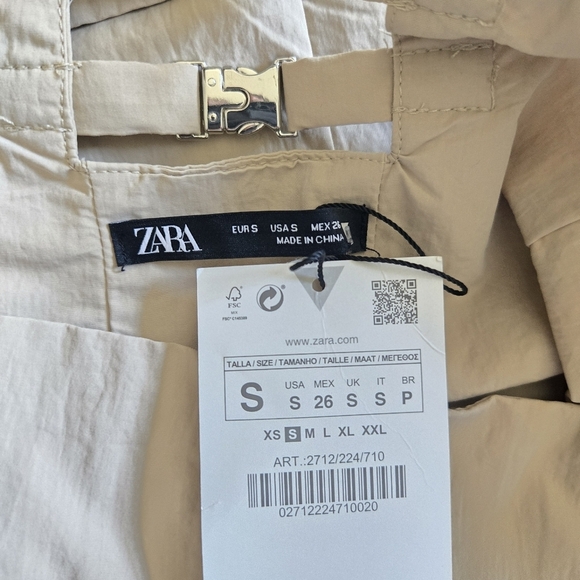 ZARA
EUR S USA S MEX 26
MADE IN CHINA
FSC
www.zara.com
TALLA / SIZE / TAMANHO / TAILLE / MAAT / ΜΕΓΕΘΟΣ
S
USA MEX UK IT BR
S 26 S S P
XS S M L XL XXL
ART.:2712/224/710
02712224710020